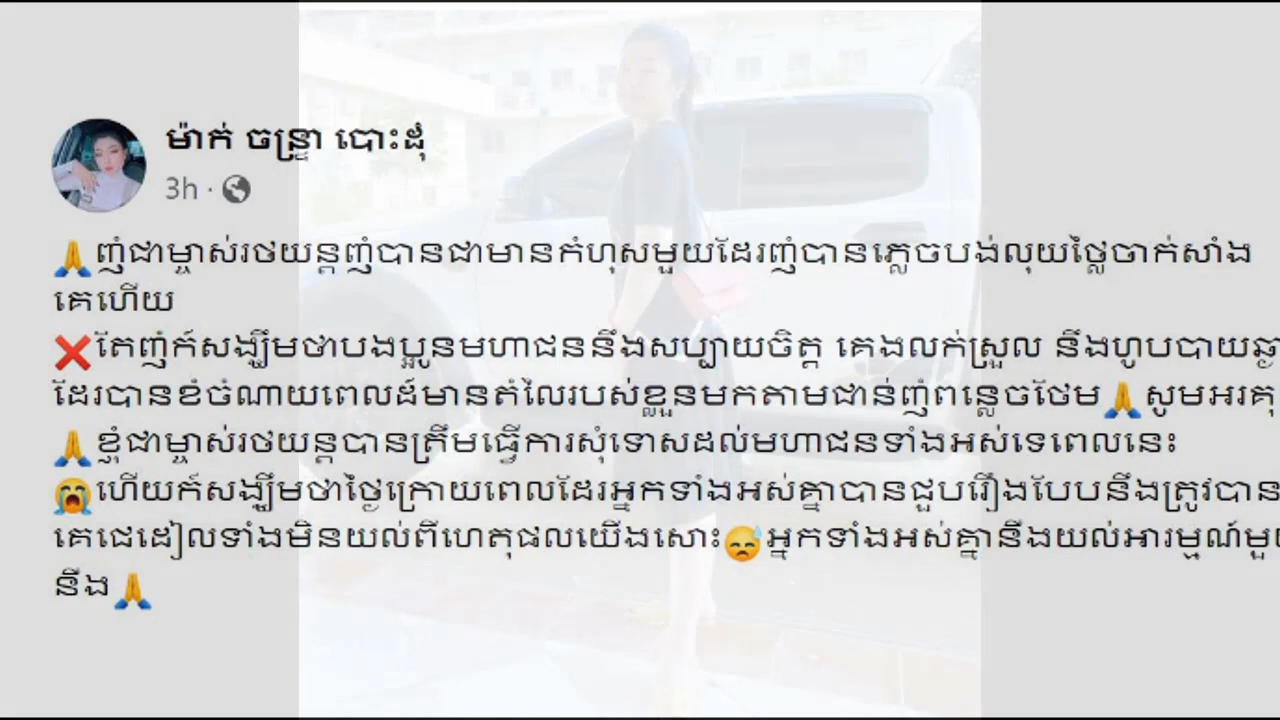 ម៉ាក់ ចន្ទ្រា បោះដុំ
3h ·
🙏ញុំជាម្ចាស់រថយន្តញុំបានជាមានកំហុសមួយដែរញុំបានភ្លេចបង់លុយថ្លៃចាក់សាំង
គេហើយ
❌តែញុំក៍សង្ឃឹមថាបងប្អូនមហាជននឹងសប្បាយចិត្ត គេងលក់ស្រួល នឹងហូបបាយឆ្ងា
ដែរបានខំចំណាយពេលដ៍មានតំលៃរបស់ខ្លួនមកតាមជាន់ញុំពន្លេចថែម🙏សូមអរគុ
🙏ខ្ញុំជាម្ចាស់រថយន្តបានត្រឹមធ្វើការសុំទោសដល់មហាជនទាំងអស់ទេពេលនេះ
😭ហើយក៍សង្ឃឹមថាថ្ងៃក្រោយពេលដែរអ្នកទាំងអស់គ្នាបានជួបរឿងបែបនឹងត្រូវបាន
គេជេដៀលទាំងមិនយល់ពីហេតុផលយើងសោះ😓អ្នកទាំងអស់គ្នានឹងយល់អារម្មណ៍មួយ
នឹង🙏